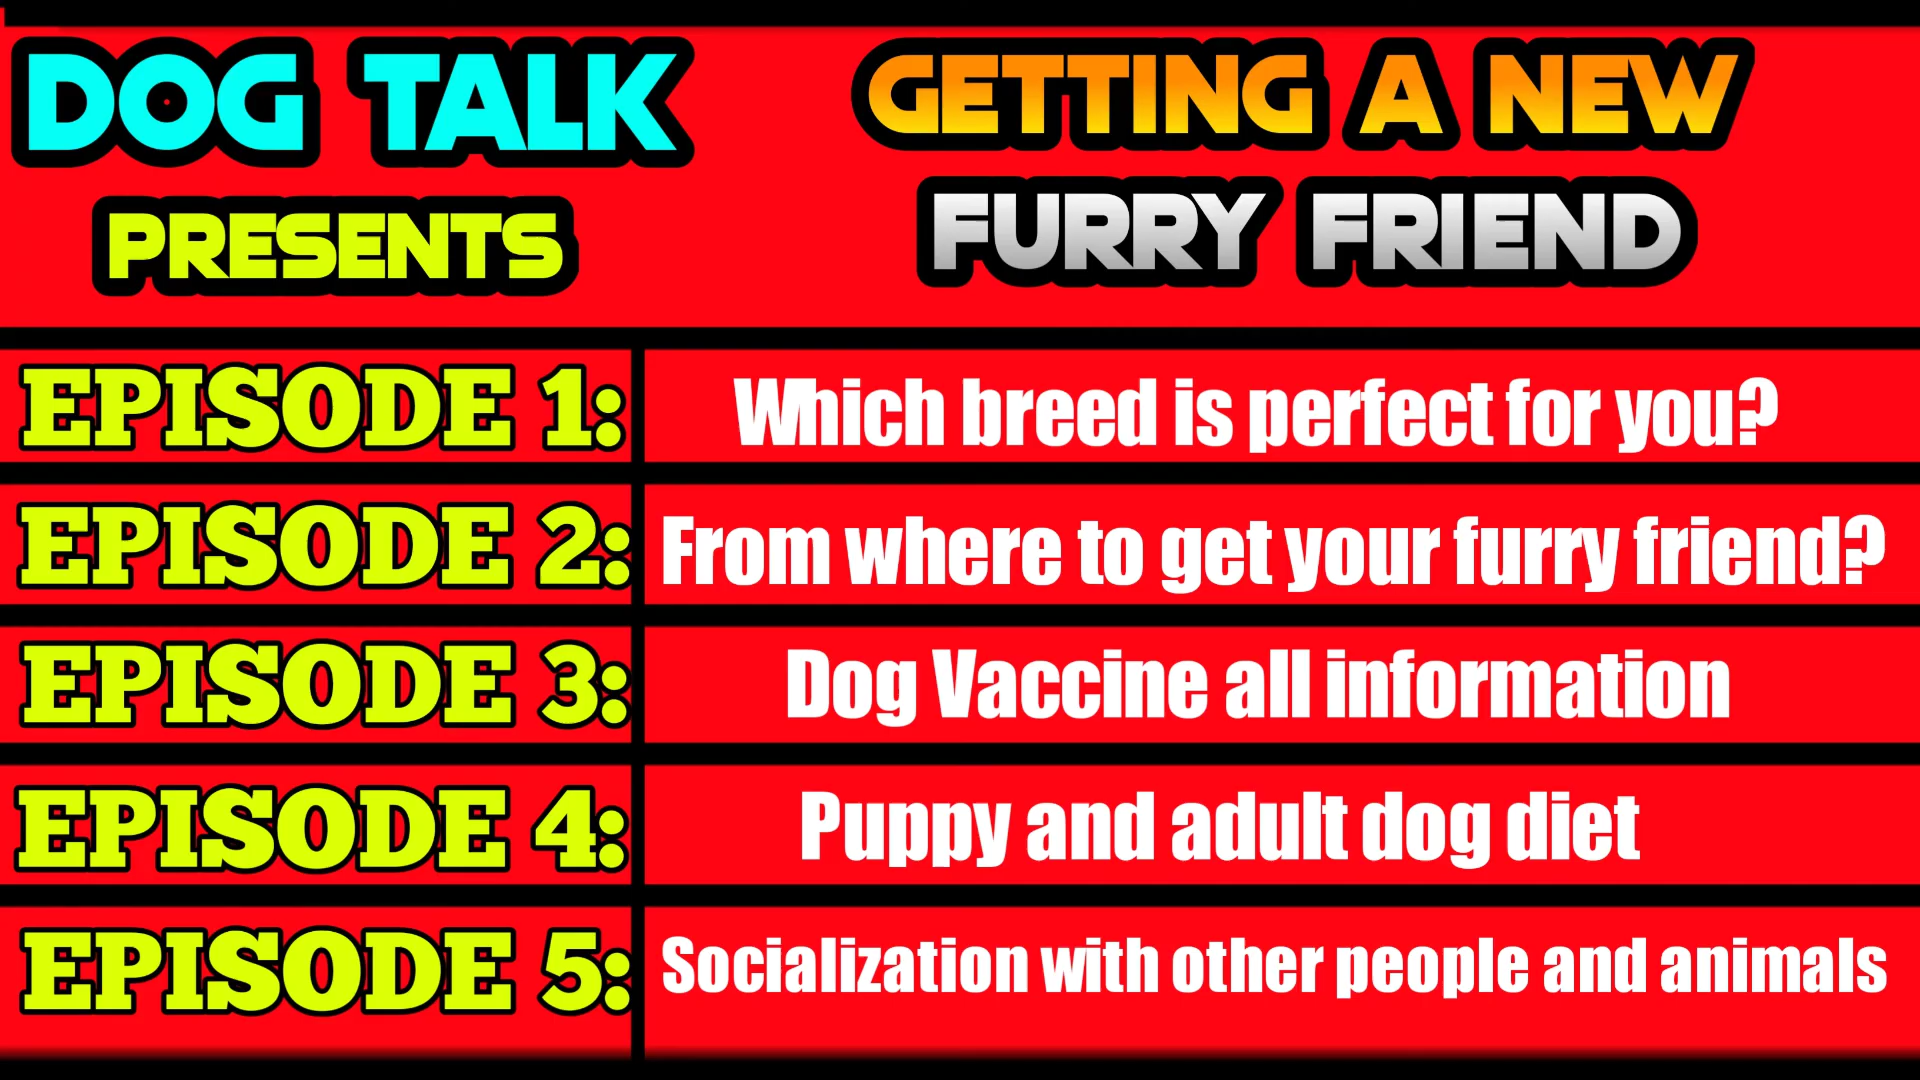 DOG TALK
PRESENTS
GETTING A NEW
FURRY FRIEND
EPISODE 1: Which breed is perfect for you?
EPISODE 2: From where to get your furry friend?
EPISODE 3: Dog Vaccine all information
EPISODE 4: Puppy and adult dog diet
EPISODE 5: Socialization with other people and animals